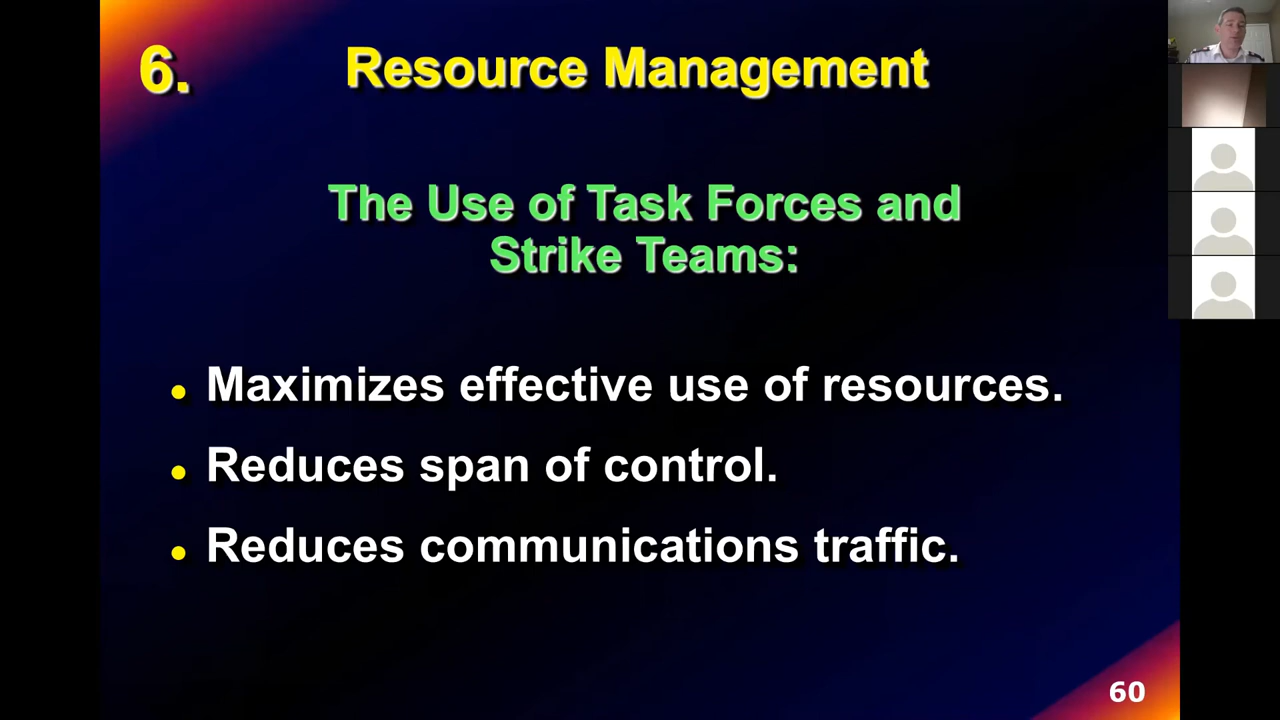 6.
Resource Management
The Use of Task Forces and
Strike Teams:
Maximizes effective use of resources.
Reduces span of control.
Reduces communications traffic.
60